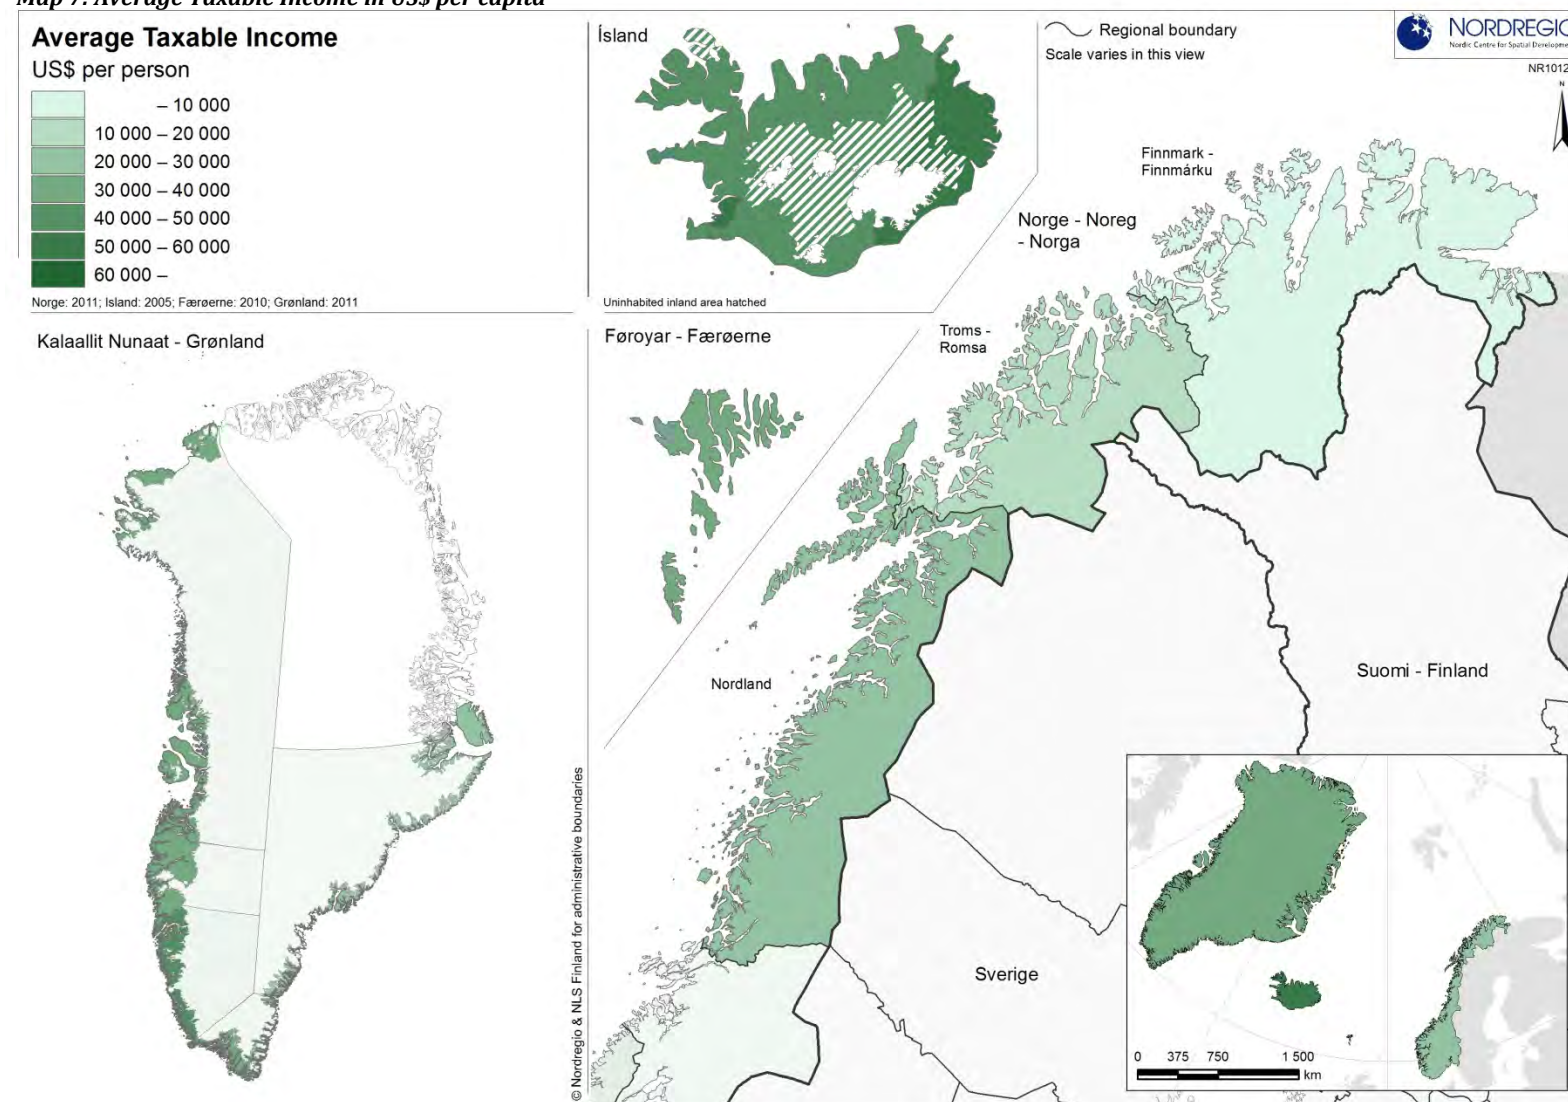 Map 7: Average Taxable Income in US$ per capita
Average Taxable Income
US$ per person
– 10 000
10 000 – 20 000
20 000 – 30 000
30 000 – 40 000
40 000 – 50 000
50 000 – 60 000
60 000 –
Norge: 2011; Island: 2005; Færøerne: 2010; Grønland: 2011
Kalaallit Nunaat - Grønland
Ísland
Uninhabited inland area hatched
Regional boundary
Scale varies in this view
NORDREGIO
Nordic Centre for Spatial Developme
NR1012
N
Føroyar - Færøerne
Finnmark -
Finnmárku
Norge - Noreg
- Norga
Troms -
Romsa
Nordland
Suomi - Finland
Sverige
© Nordregio & NLS Finland for administrative boundaries
0 375 750 1 500
km